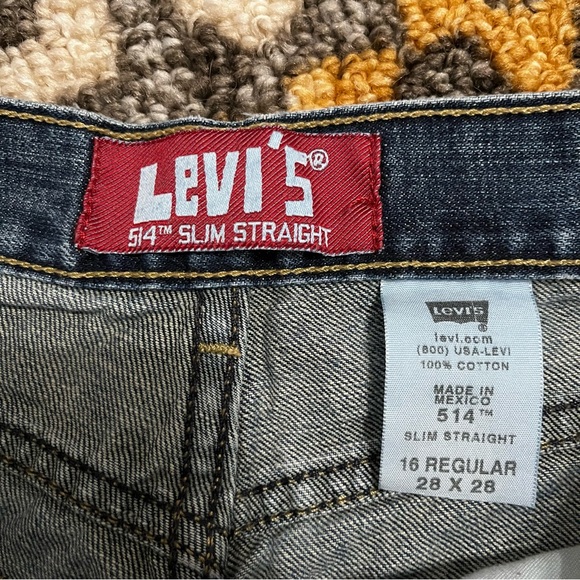 LEVI'S®
514™ SLIM STRAIGHT
LEVI'S
®
levi.com
(800) USA-LEVI
100% COTTON
MADE IN
MEXICO
514™
SLIM STRAIGHT
16 REGULAR
28 X 28